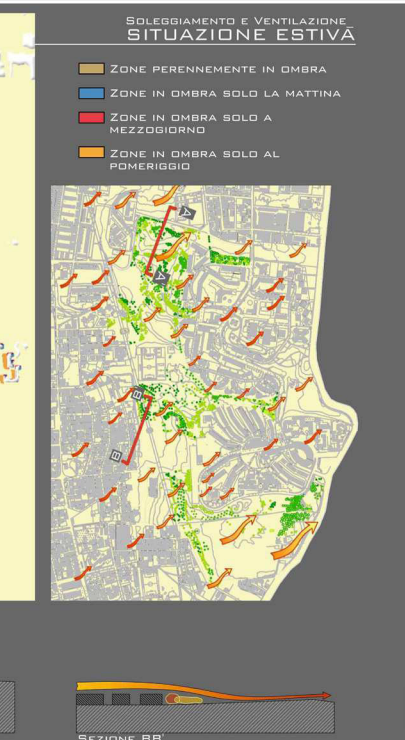 SOLEGGIAMENTO E VENTILAZIONE
SITUAZIONE ESTIVA
ZONE PERENNEMENTE IN OMBRA
ZONE IN OMBRA SOLO LA MATTINA
ZONE IN OMBRA SOLO A
MEZZOGIORNO
ZONE IN OMBRA SOLO AL
POMERIGGIO
A
A
B
B
SEZIONE BB'